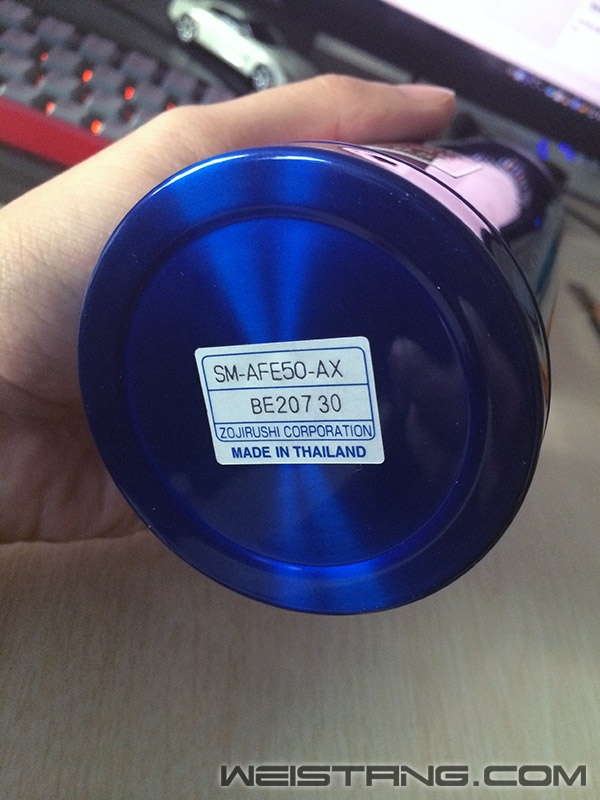 SM-AFE50-AX
BE207 30
ZOJIRUSHI CORPORATION
MADE IN THAILAND
WEISTANG.COM